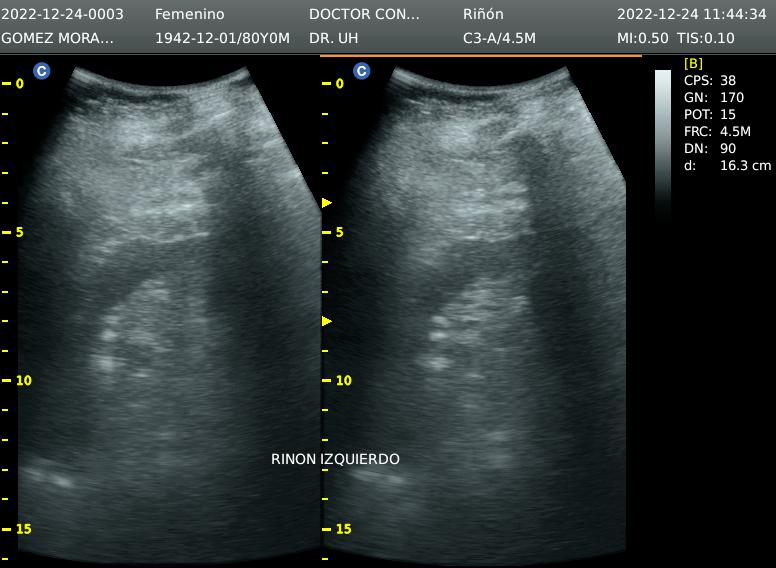 2022-12-24-0003 Femenino DOCTOR CON... Riñón 2022-12-24 11:44:34
GOMEZ MORA... 1942-12-01/80Y0M DR. UH C3-A/4.5M MI:0.50 TIS:0.10
C C [B]
0 0 CPS: 38
GN: 170
POT: 15
FRC: 4.5M
DN: 90
d: 16.3 cm
5 5
10 10
RINON IZQUIERDO
15 15